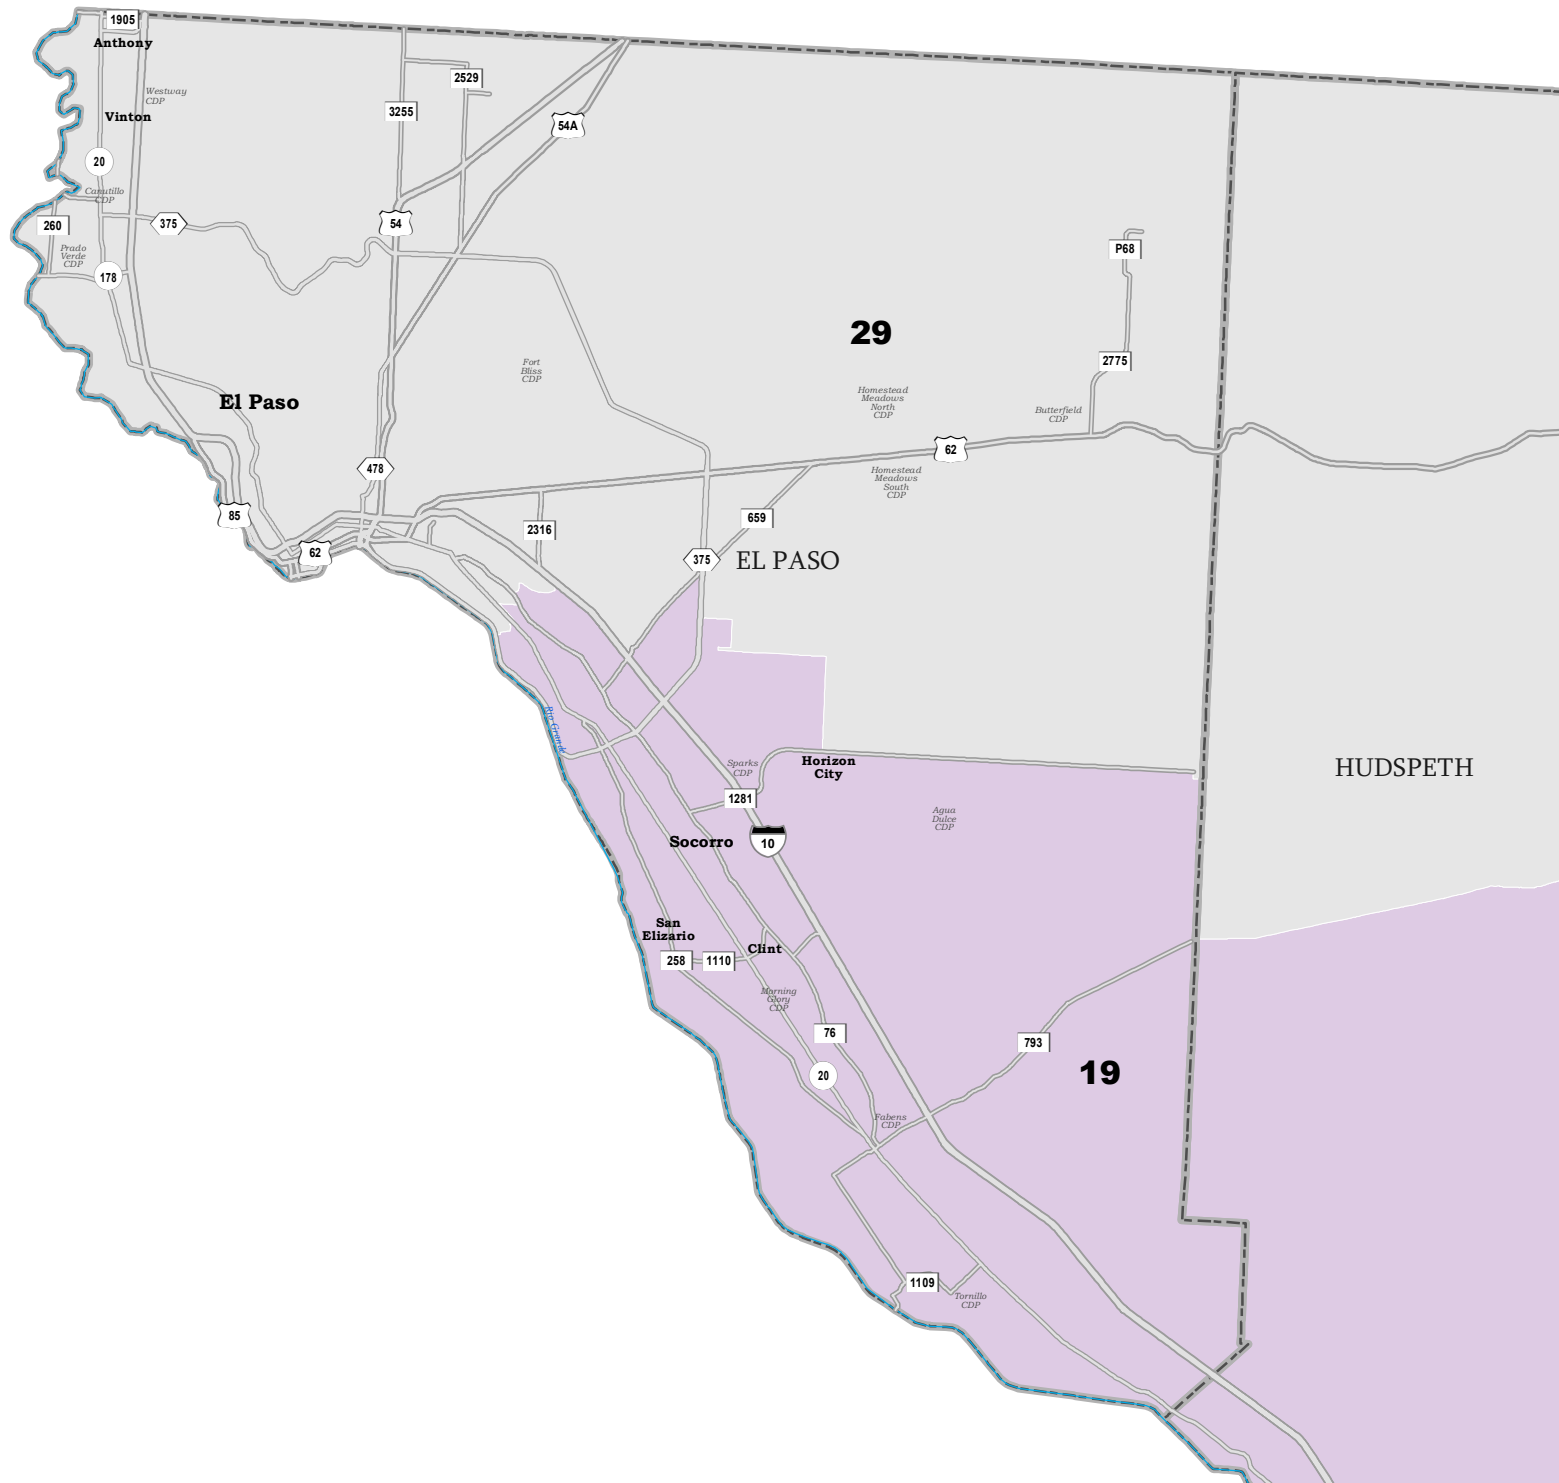 1905
Anthony
Westway
CDP
Vinton
2529
3255
54A
20
Canutillo
CDP
260
375
54
Prado
Verde
CDP
178
P68
29
Fort
Bliss
CDP
2775
El Paso
Homestead
Meadows
North
CDP
Butterfield
CDP
62
478
Homestead
Meadows
South
CDP
85
2316
659
62
375
EL PASO
Rio Grande
Sparks
CDP
Horizon
City
HUDSPETH
1281
Agua
Dulce
CDP
Socorro
10
San
Elizario
Clint
258
1110
Morning
Glory
CDP
76
793
20
19
Fabens
CDP
1109
Tornillo
CDP